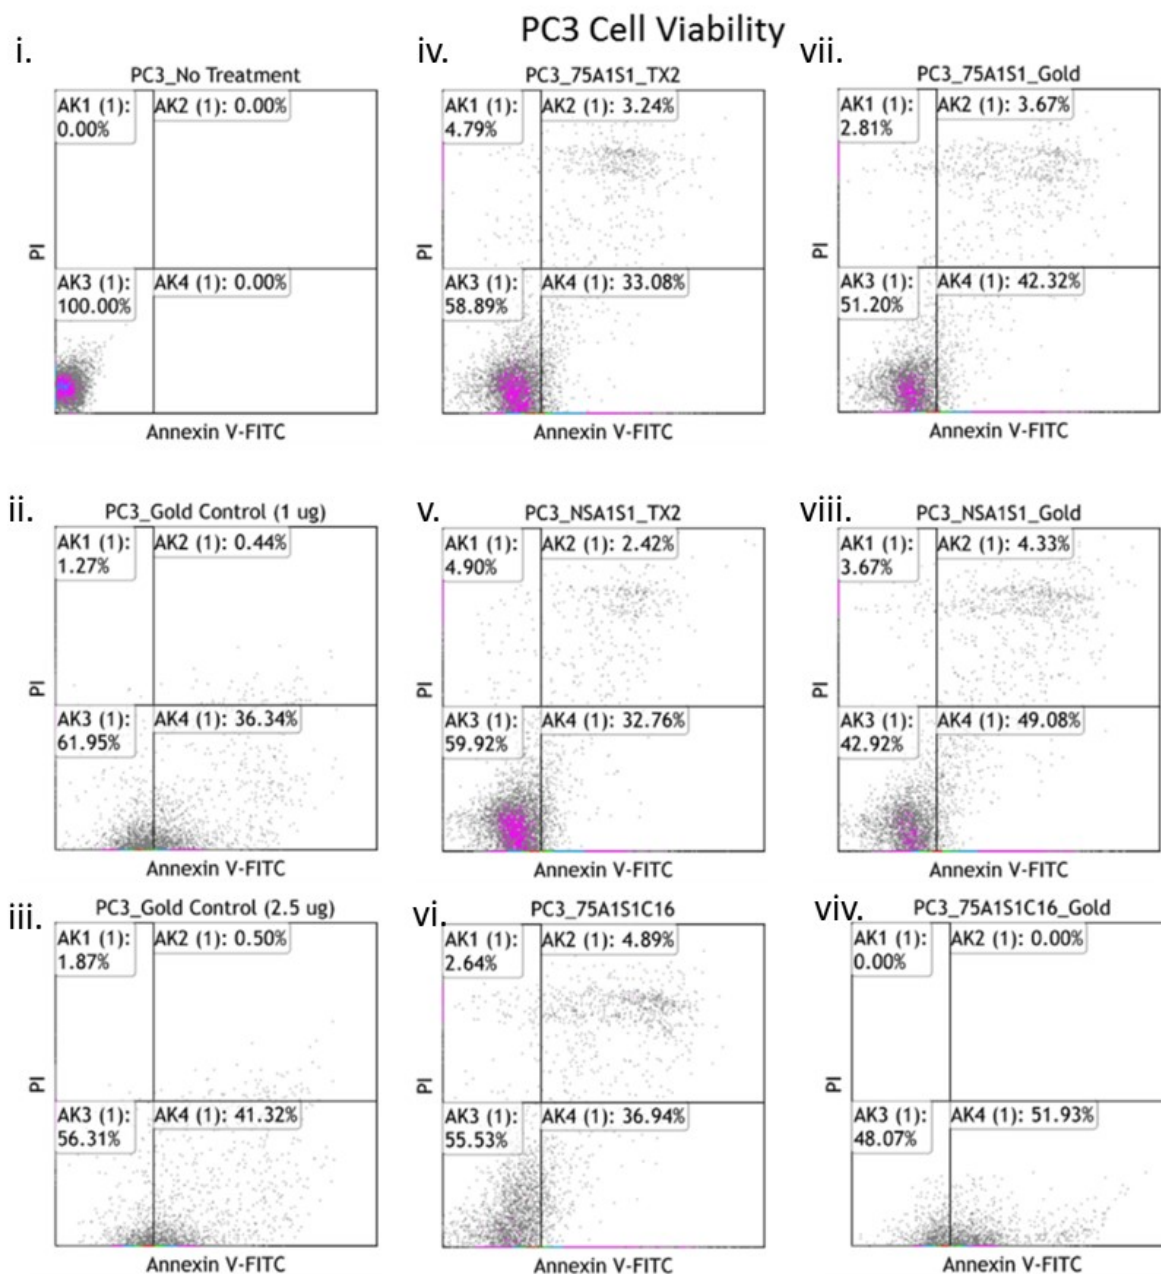 PC3 Cell Viability
i.
PC3_No Treatment
AK1 (1):
0.00%
AK2 (1): 0.00%
AK3 (1):
100.00%
AK4 (1): 0.00%
PI
Annexin V-FITC
iv.
PC3_75A1S1_TX2
AK1 (1):
4.79%
AK2 (1): 3.24%
AK3 (1):
58.89%
AK4 (1): 33.08%
PI
Annexin V-FITC
vii.
PC3_75A1S1_Gold
AK1 (1):
2.81%
AK2 (1): 3.67%
AK3 (1):
51.20%
AK4 (1): 42.32%
PI
Annexin V-FITC
ii.
PC3_Gold Control (1 ug)
AK1 (1):
1.27%
AK2 (1): 0.44%
AK3 (1):
61.95%
AK4 (1): 36.34%
PI
Annexin V-FITC
v.
PC3_NSA1S1_TX2
AK1 (1):
4.90%
AK2 (1): 2.42%
AK3 (1):
59.92%
AK4 (1): 32.76%
PI
Annexin V-FITC
viii.
PC3_NSA1S1_Gold
AK1 (1):
3.67%
AK2 (1): 4.33%
AK3 (1):
42.92%
AK4 (1): 49.08%
PI
Annexin V-FITC
iii.
PC3_Gold Control (2.5 ug)
AK1 (1):
1.87%
AK2 (1): 0.50%
AK3 (1):
56.31%
AK4 (1): 41.32%
PI
Annexin V-FITC
vi.
PC3_75A1S1C16
AK1 (1):
2.64%
AK2 (1): 4.89%
AK3 (1):
55.53%
AK4 (1): 36.94%
PI
Annexin V-FITC
viv.
PC3_75A1S1C16_Gold
AK1 (1):
0.00%
AK2 (1): 0.00%
AK3 (1):
48.07%
AK4 (1): 51.93%
PI
Annexin V-FITC